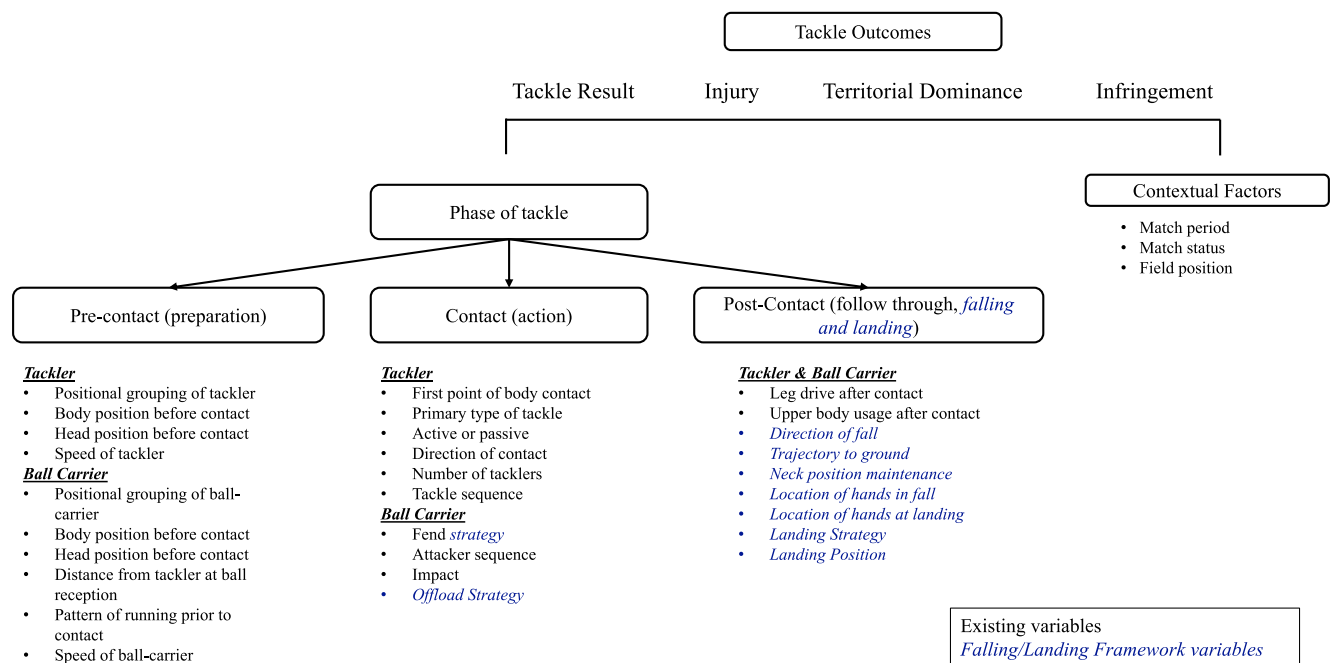 Tackle Outcomes
Tackle Result Injury Territorial Dominance Infringement
Phase of tackle
Contextual Factors
• Match period
• Match status
• Field position
Pre-contact (preparation)
Contact (action)
Post-Contact (follow through, falling
and landing)
Tackler
• Positional grouping of tackler
• Body position before contact
• Head position before contact
• Speed of tackler
Ball Carrier
• Positional grouping of ball-
carrier
• Body position before contact
• Head position before contact
• Distance from tackler at ball
reception
• Pattern of running prior to
contact
• Speed of ball-carrier
Tackler
• First point of body contact
• Primary type of tackle
• Active or passive
• Direction of contact
• Number of tacklers
• Tackle sequence
Ball Carrier
• Fend strategy
• Attacker sequence
• Impact
• Offload Strategy
Tackler & Ball Carrier
• Leg drive after contact
• Upper body usage after contact
• Direction of fall
• Trajectory to ground
• Neck position maintenance
• Location of hands in fall
• Location of hands at landing
• Landing Strategy
• Landing Position
Existing variables
Falling/Landing Framework variables